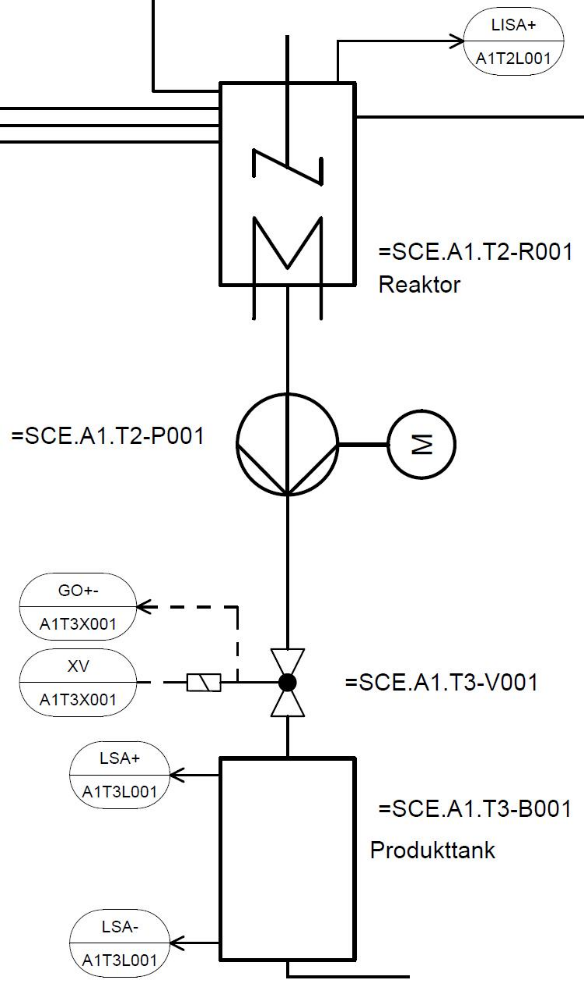 LISA+
A1T2L001
=SCE.A1.T2-R001
Reaktor
=SCE.A1.T2-P001
M
GO+-
A1T3X001
XV
A1T3X001
=SCE.A1.T3-V001
LSA+
A1T3L001
=SCE.A1.T3-B001
Produkttank
LSA-
A1T3L001